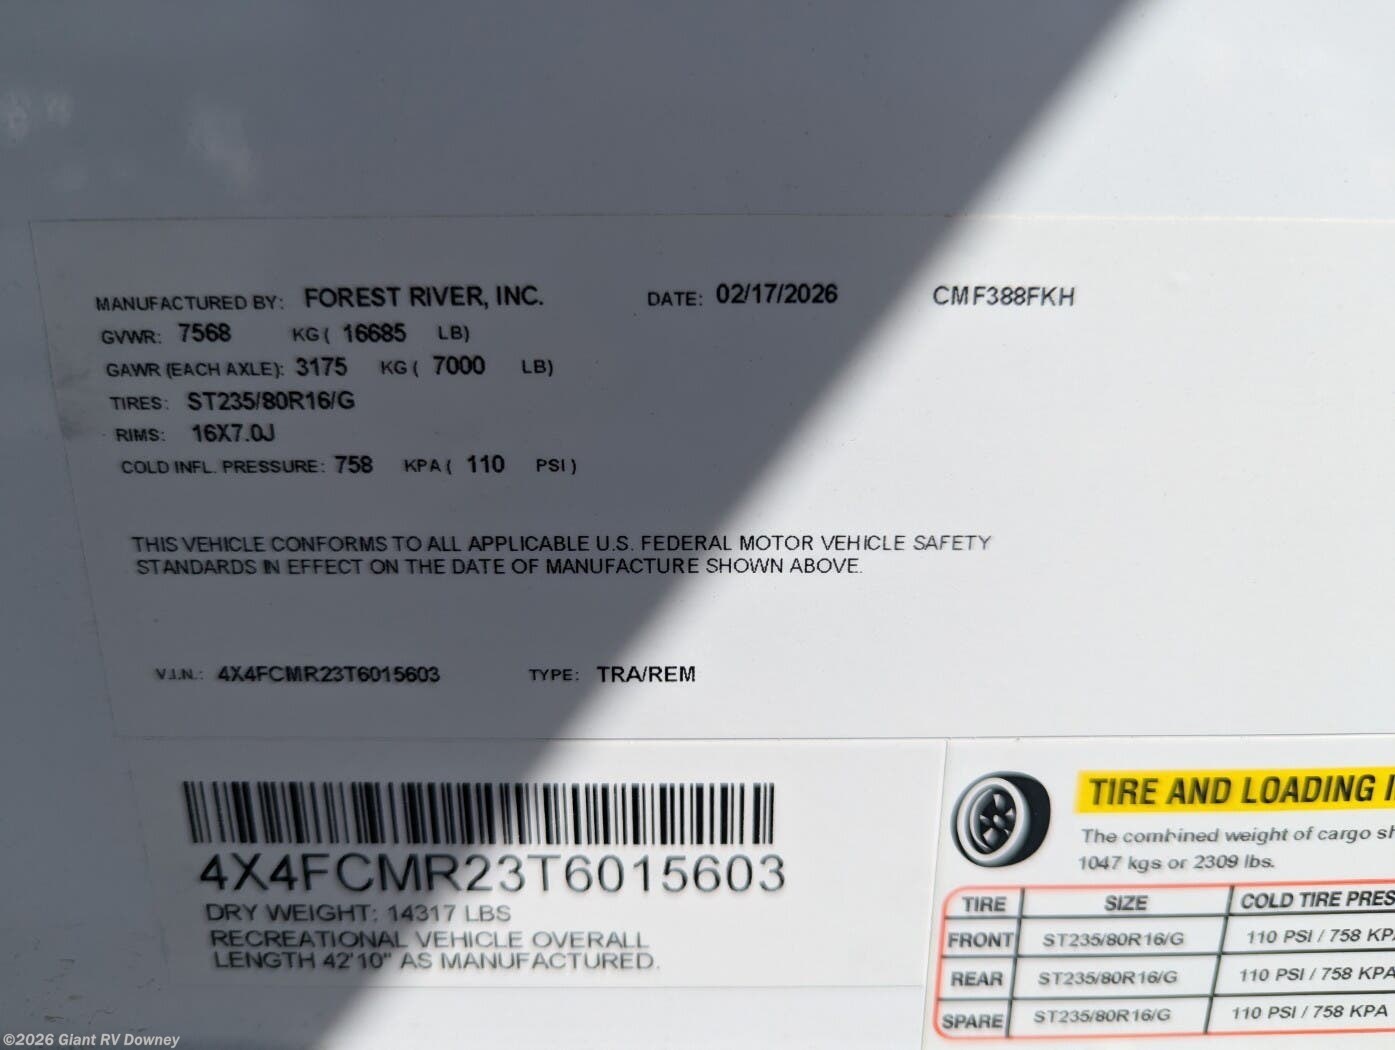 MANUFACTURED BY: FOREST RIVER, INC. DATE: 02/17/2026 CMF388FKH
GVWR: 7568 KG ( 16685 LB)
GAWR (EACH AXLE): 3175 KG ( 7000 LB)
TIRES: ST235/80R16/G
RIMS: 16X7.0J
COLD INFL. PRESSURE: 758 KPA ( 110 PSI )
THIS VEHICLE CONFORMS TO ALL APPLICABLE U.S. FEDERAL MOTOR VEHICLE SAFETY
STANDARDS IN EFFECT ON THE DATE OF MANUFACTURE SHOWN ABOVE.
V.I.N.: 4X4FCMR23T6015603 TYPE: TRA/REM
4X4FCMR23T6015603
DRY WEIGHT: 14317 LBS
RECREATIONAL VEHICLE OVERALL
LENGTH 42'10" AS MANUFACTURED.
TIRE AND LOADING
The combined weight of cargo
1047 kgs or 2309 lbs.
TIRE SIZE COLD TIRE PRES
FRONT ST235/80R16/G 110 PSI / 758 KPA
REAR ST235/80R16/G 110 PSI / 758 KPA
SPARE ST235/80R16/G 110 PSI / 758 KPA
©2026 Giant RV Downey